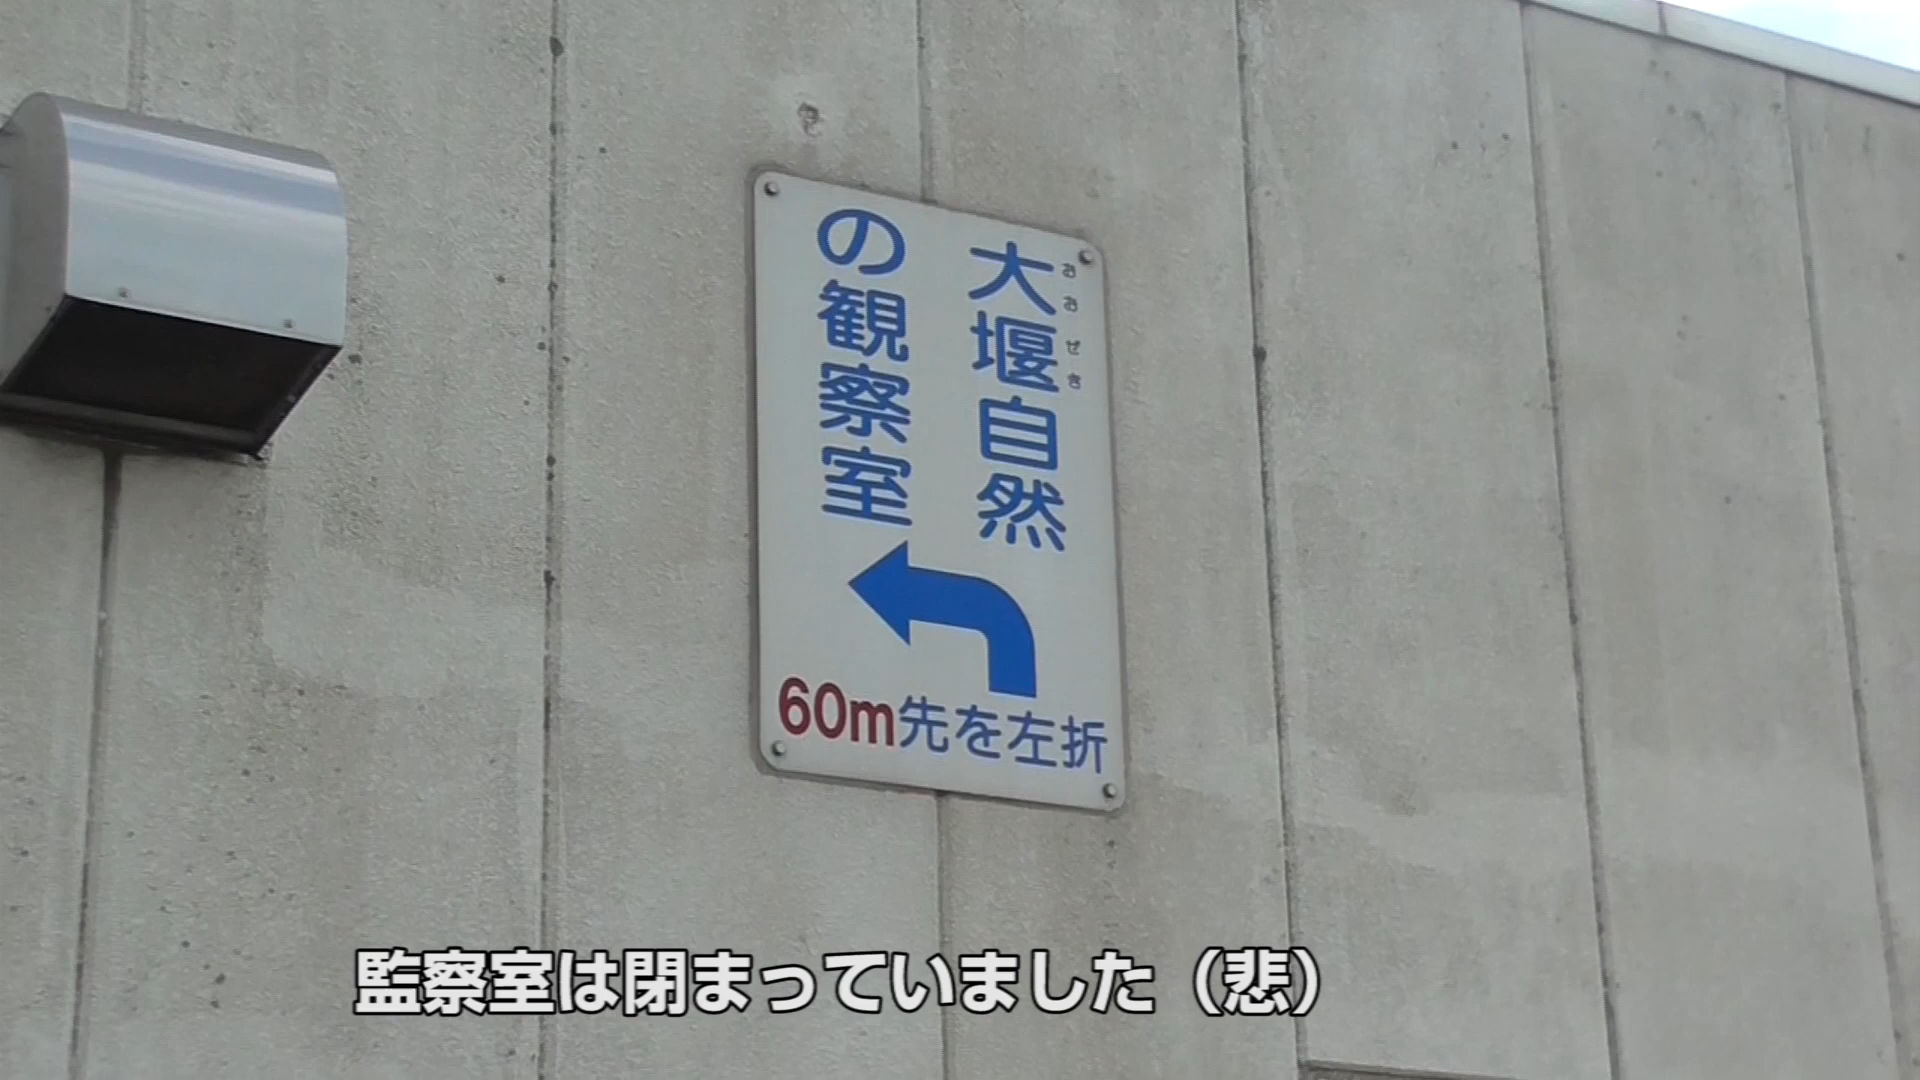 大堰自然
おおぜき
の観察室
60m先を左折
監察室は閉まっていました（悲）